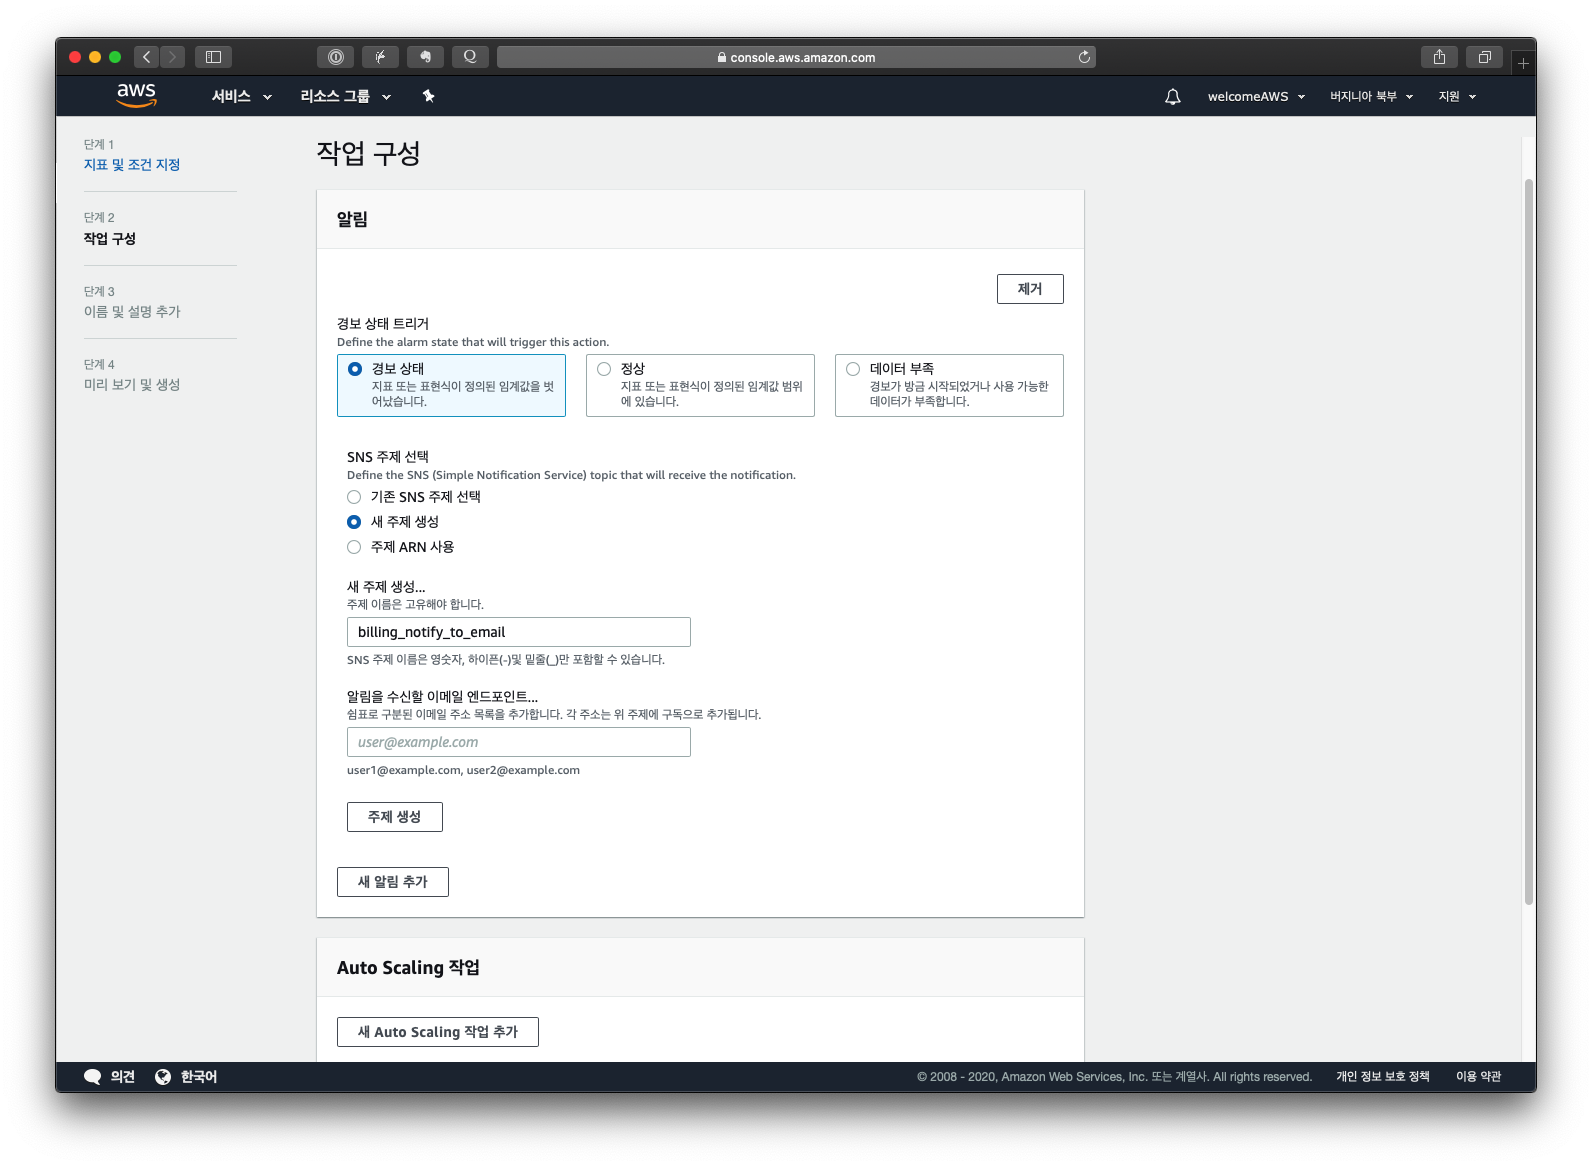 console.aws.amazon.com
aws
서비스
리소스 그룹
welcomeAWS
버지니아 북부
지원
단계 1
지표 및 조건 지정
단계 2
작업 구성
단계 3
이름 및 설명 추가
단계 4
미리 보기 및 생성
작업 구성
알림
제거
경보 상태 트리거
Define the alarm state that will trigger this action.
경보 상태
지표 또는 표현식이 정의된 임계값을 벗
어났습니다.
정상
지표 또는 표현식이 정의된 임계값 범위
에 있습니다.
데이터 부족
경보가 방금 시작되었거나 사용 가능한
데이터가 부족합니다.
SNS 주제 선택
Define the SNS (Simple Notification Service) topic that will receive the notification.
기존 SNS 주제 선택
새 주제 생성
주제 ARN 사용
새 주제 생성...
주제 이름은 고유해야 합니다.
billing_notify_to_email
SNS 주제 이름은 영숫자, 하이픈(-)및 밑줄(_)만 포함할 수 있습니다.
알림을 수신할 이메일 엔드포인트...
쉼표로 구분된 이메일 주소 목록을 추가합니다. 각 주소는 위 주제에 구독으로 추가됩니다.
user@example.com
user1@example.com, user2@example.com
주제 생성
새 알림 추가
Auto Scaling 작업
새 Auto Scaling 작업 추가
의견
한국어
© 2008 - 2020, Amazon Web Services, Inc. 또는 계열사. All rights reserved.
개인 정보 보호 정책
이용 약관